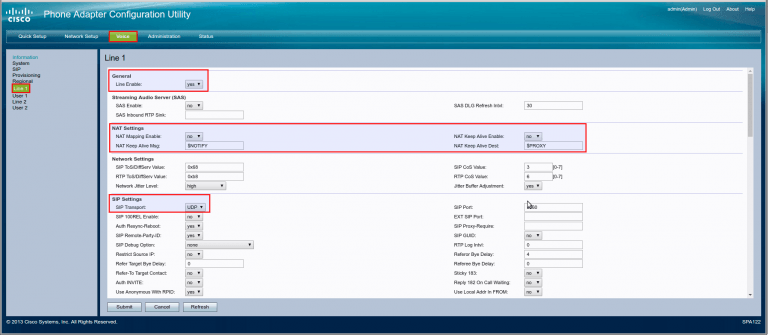 CISCO Phone Adapter Configuration Utility
admin(Admin) Log Out About Help
Quick Setup Network Setup Voice Administration Status
Information
System
SIP
Provisioning
Regional
Line 1
User 1
Line 2
User 2
Line 1
General
Line Enable: yes
Streaming Audio Server (SAS)
SAS Enable: no SAS DLG Refresh Intvl: 30
SAS Inbound RTP Sink:
NAT Settings
NAT Mapping Enable: no NAT Keep Alive Enable: no
NAT Keep Alive Msg: $NOTIFY NAT Keep Alive Dest: $PROXY
Network Settings
SIP ToS/DiffServ Value: 0x68 SIP CoS Value: 3 [0-7]
RTP ToS/DiffServ Value: 0xb8 RTP CoS Value: 6 [0-7]
Network Jitter Level: high Jitter Buffer Adjustment: yes
SIP Settings
SIP Transport: UDP SIP Port:
SIP 100REL Enable: no EXT SIP Port:
Auth Resync-Reboot: yes SIP Proxy-Require:
SIP Remote-Party-ID: yes SIP GUID: no
SIP Debug Option: none RTP Log Intvl: 0
Restrict Source IP: no Referor Bye Delay: 4
Refer Target Bye Delay: 0 Referee Bye Delay: 0
Refer-To Target Contact: no Sticky 183: no
Auth INVITE: no Reply 182 On Call Waiting: no
Use Anonymous With RPID: yes Use Local Addr In FROM: no
Submit Cancel Refresh
© 2013 Cisco Systems, Inc. All Rights Reserved. SPA122